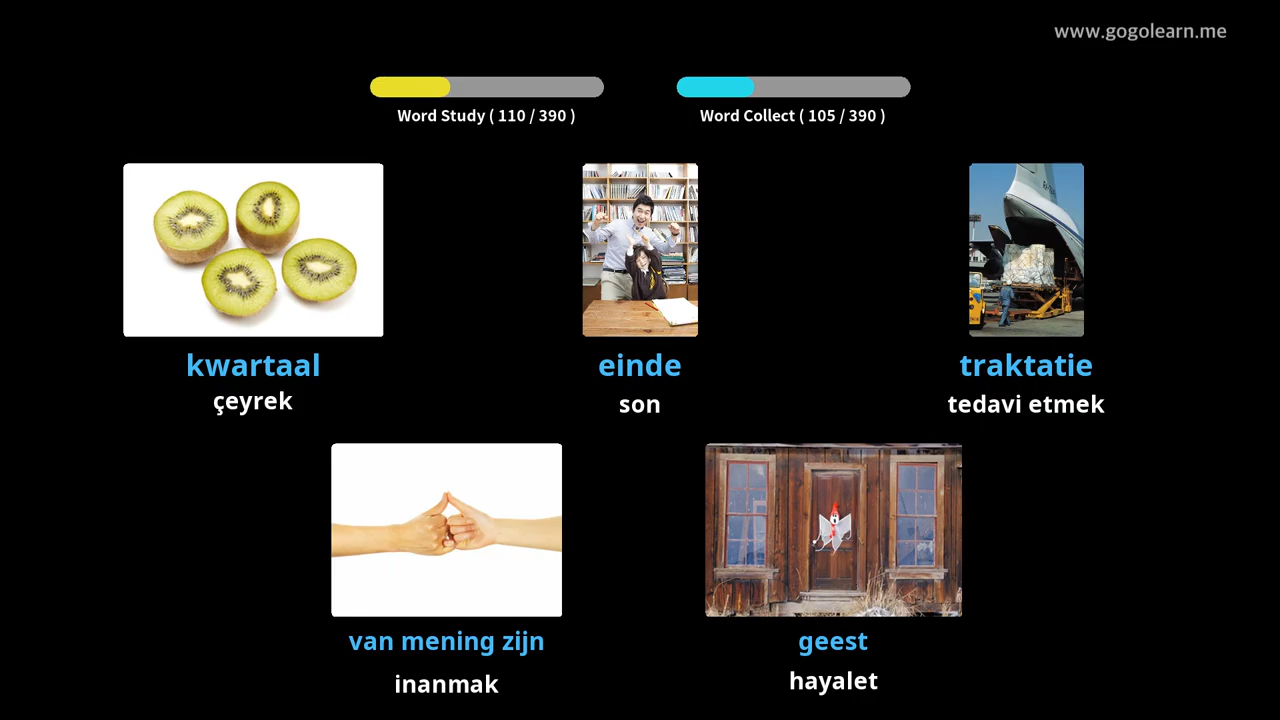 www.gogolearn.me
Word Study ( 110 / 390 )
Word Collect ( 105 / 390 )
kwartaal
çeyrek
einde
son
traktatie
tedavi etmek
van mening zijn
inanmak
geest
hayalet